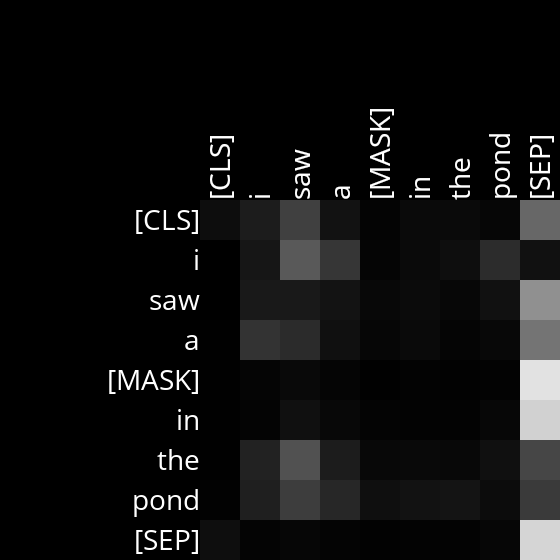 [CLS] i saw a [MASK] in the pond [SEP]
[CLS]
i
saw
a
[MASK]
in
the
pond
[SEP]